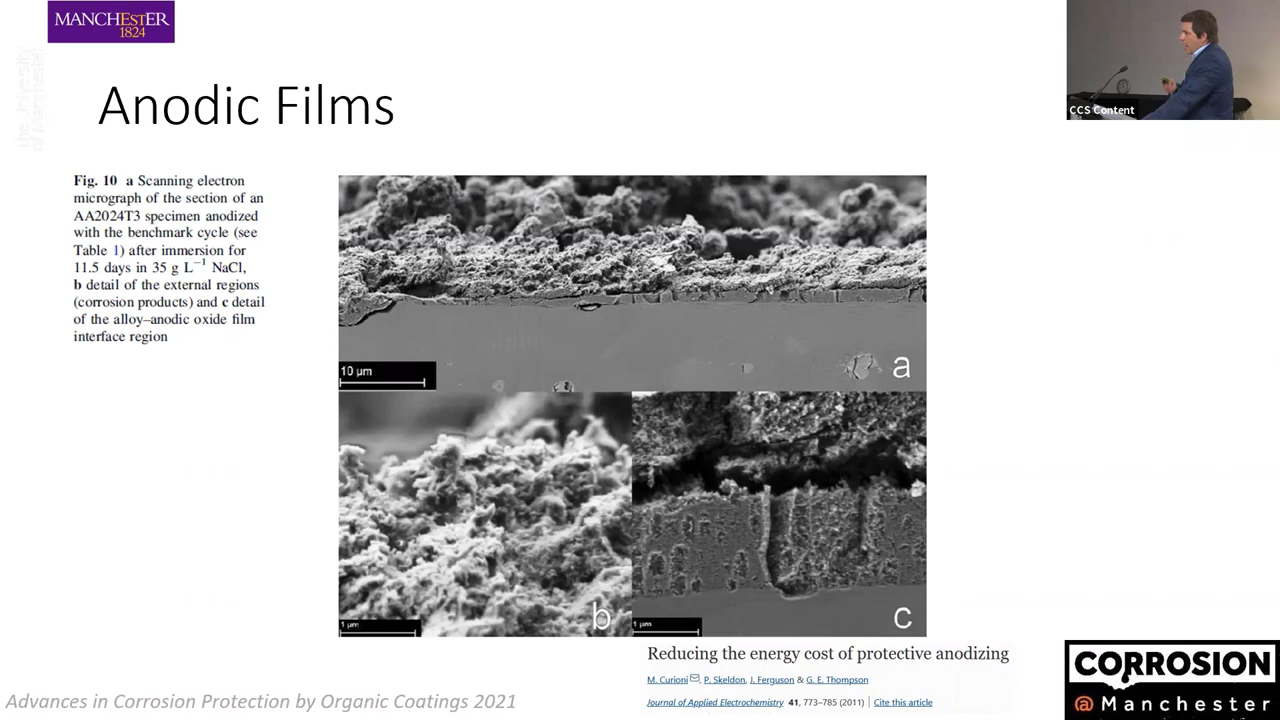 MANCHESTER
1824
The University
of Manchester
CCS Content
Anodic Films
Fig. 10 a Scanning electron
micrograph of the section of an
AA2024T3 specimen anodized
with the benchmark cycle (see
Table 1) after immersion for
11.5 days in 35 g L−1 NaCl,
b detail of the external regions
(corrosion products) and c detail
of the alloy–anodic oxide film
interface region
10 µm
a
1 µm
b
1 µm
c
Reducing the energy cost of protective anodizing
M. Curioni, P. Skeldon, J. Ferguson & G. E. Thompson
Journal of Applied Electrochemistry 41, 773–785 (2011) | Cite this article
Advances in Corrosion Protection by Organic Coatings 2021
CORROSION
@Manchester